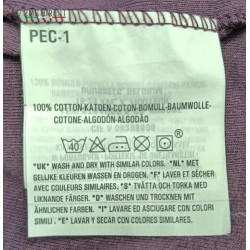 PEC-1
100% COTTON-KATOEN-COTON-BOMULL-BAUMWOLLE-
COTONE-ALGODÓN-ALGODÃO
40
*UK* WASH AND DRY WITH SIMILAR COLORS. *NL* MET
GELIJKE KLEUREN WASSEN EN DROGEN. *F* LAVER ET SÉCHER
AVEC COULEURS SIMILAIRES. *S* TVÄTTA OCH TORKA MED
LIKNANDE FÄRGER. *D* WASCHEN UND TROCKNEN MIT
ÄHNLICHEN FARBEN. *I* LAVARE ED ASCIUGARE CON COLORI
SIMILI. *E* LAVAR Y SECAR CON COLORES SIMILARES.